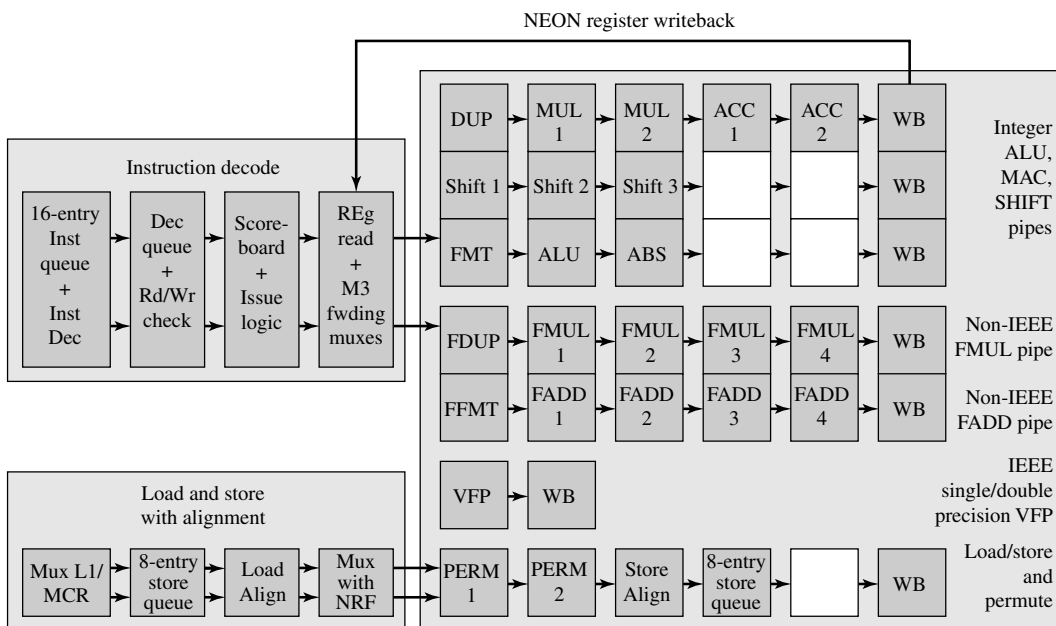 NEON register writeback
Instruction decode
16-entry
Inst
queue
+
Inst
Dec
Dec
queue
+
Rd/Wr
check
Score-
board
+
Issue
logic
REg
read
+
M3
fwding
muxes
DUP
MUL
1
MUL
2
ACC
1
ACC
2
WB
Shift 1
Shift 2
Shift 3
WB
FMT
ALU
ABS
WB
Integer
ALU,
MAC,
SHIFT
pipes
FDUP
FMUL
1
FMUL
2
FMUL
3
FMUL
4
WB
Non-IEEE
FMUL pipe
FFMT
FADD
1
FADD
2
FADD
3
FADD
4
WB
Non-IEEE
FADD pipe
VFP
WB
IEEE
single/double
precision VFP
Load and store
with alignment
Mux L1/
MCR
8-entry
store
queue
Load
Align
Mux
with
NRF
PERM
1
PERM
2
Store
Align
8-entry
store
queue
WB
Load/store
and
permute